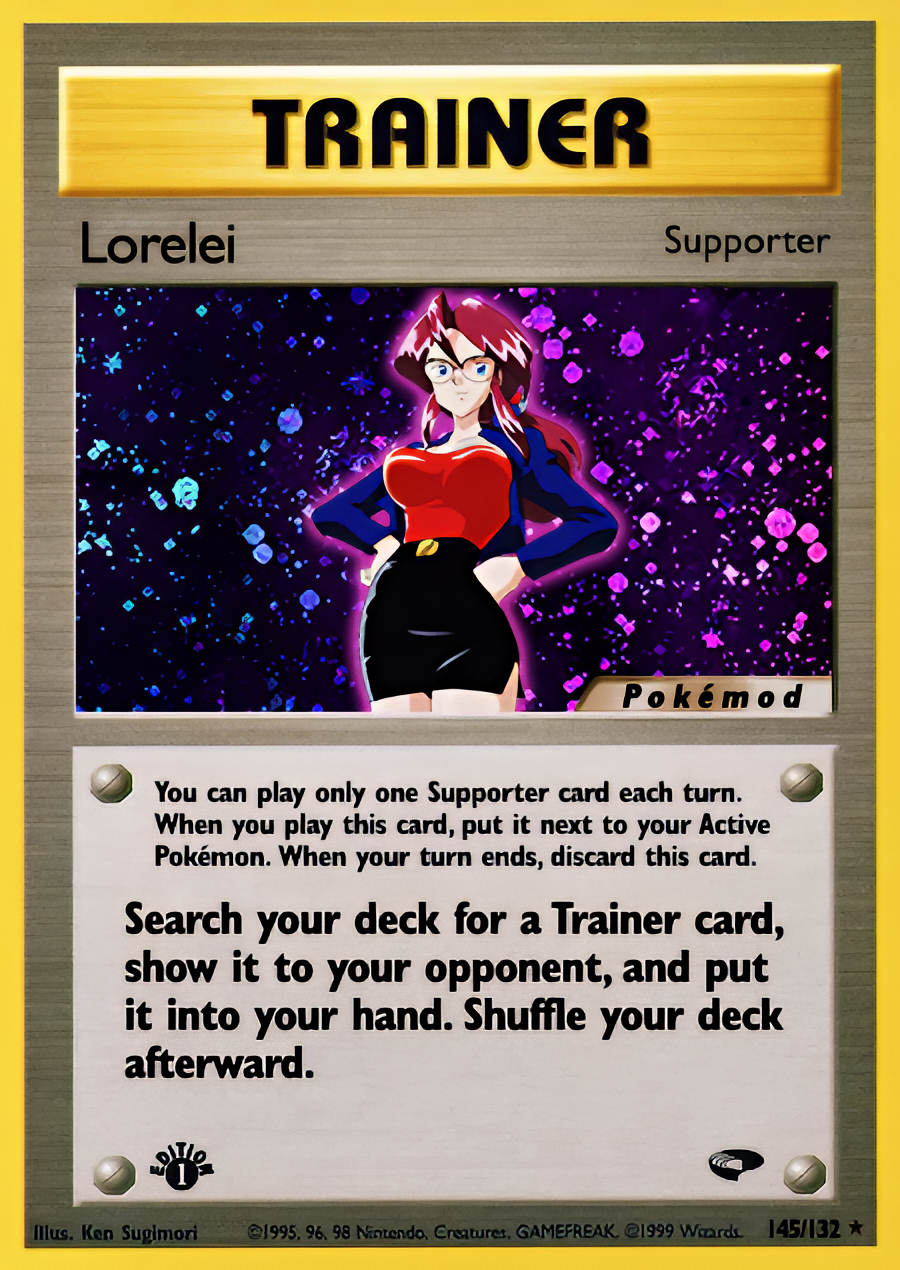 TRAINER
Lorelei
Supporter
Pokémod
You can play only one Supporter card each turn.
When you play this card, put it next to your Active
Pokémon. When your turn ends, discard this card.
Search your deck for a Trainer card,
show it to your opponent, and put
it into your hand. Shuffle your deck
afterward.
EDITION
1
Illus. Ken Sugimori
©1995, 96, 98 Nintendo, Creatures, GAMEFREAK. ©1999 Wizards.
145/132 ★